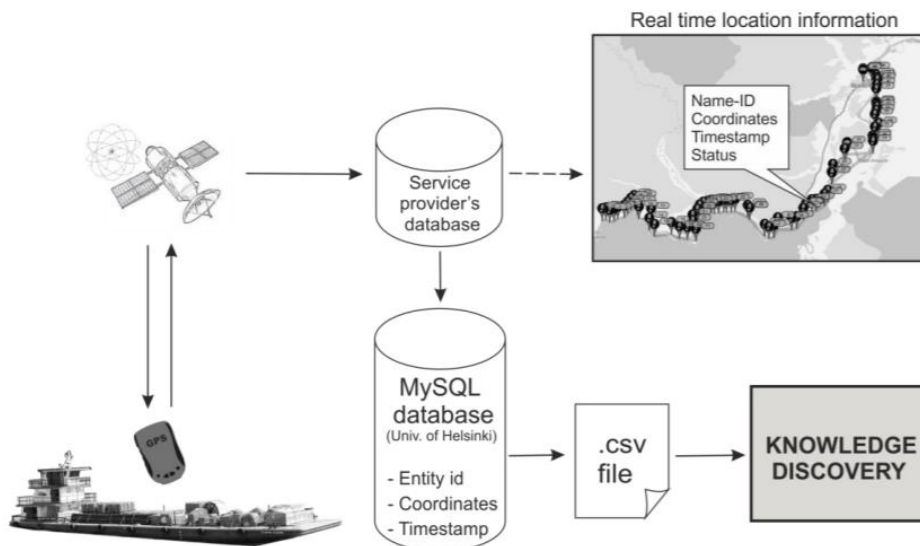 Real time location information
Name-ID
Coordinates
Timestamp
Status
Service
provider's
database
MySQL
database
(Univ. of Helsinki)
- Entity id
- Coordinates
- Timestamp
GPS
.csv
file
KNOWLEDGE
DISCOVERY